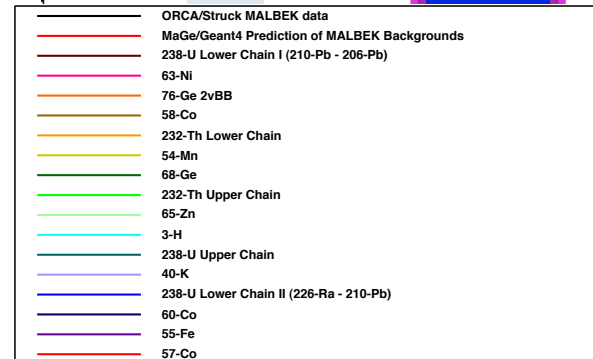 ORCA/Struck MALBEK data
MaGe/Geant4 Prediction of MALBEK Backgrounds
238-U Lower Chain I (210-Pb - 206-Pb)
63-Ni
76-Ge 2vBB
58-Co
232-Th Lower Chain
54-Mn
68-Ge
232-Th Upper Chain
65-Zn
3-H
238-U Upper Chain
40-K
238-U Lower Chain II (226-Ra - 210-Pb)
60-Co
55-Fe
57-Co